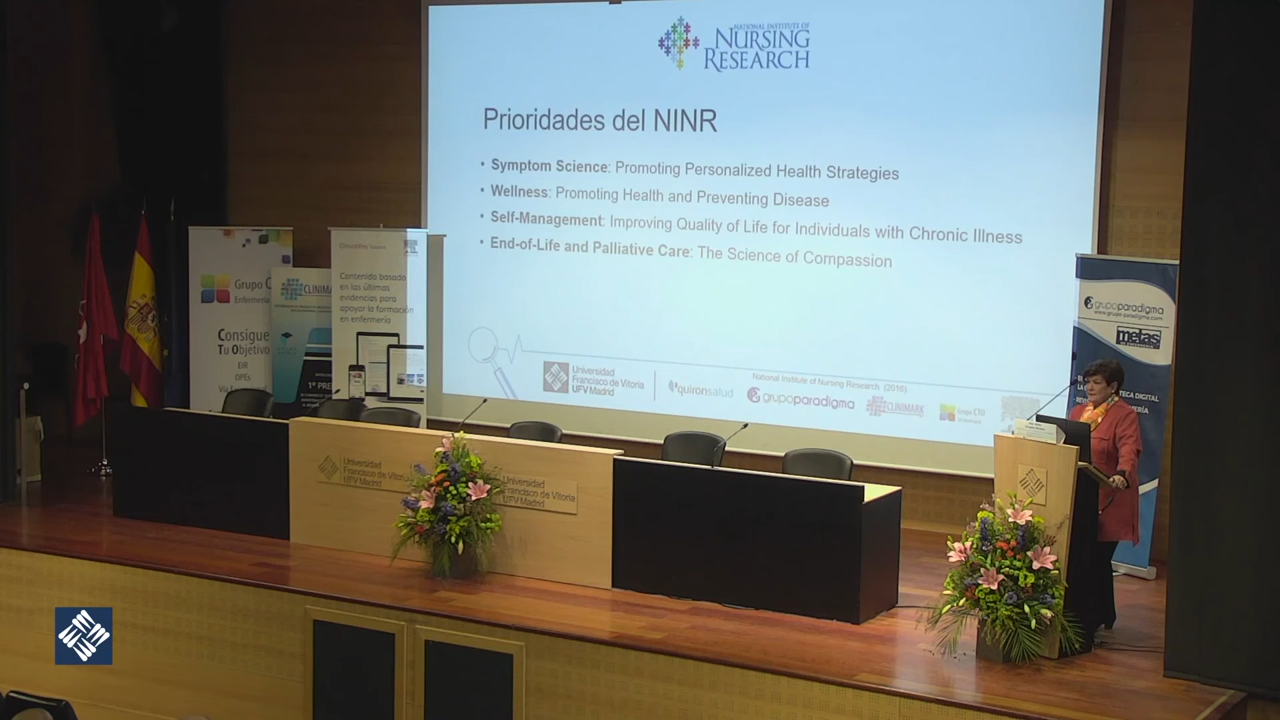 NATIONAL INSTITUTE OF
NURSING
RESEARCH
Prioridades del NINR
• Symptom Science: Promoting Personalized Health Strategies
• Wellness: Promoting Health and Preventing Disease
• Self-Management: Improving Quality of Life for Individuals with Chronic Illness
• End-of-Life and Palliative Care: The Science of Compassion
National Institute of Nursing Research (2016)
Universidad
Francisco de Vitoria
UFV Madrid
quironsalud
grupoparadigma
CLINIMARK
Grupo CTO
Grupo C
Enfermería
Consigue
Tu Objetivo
EIR
OPEs
CLINIMA
1º PRE
Contenido basado
en las últimas
evidencias para
apoyar la formación
en enfermería
grupoparadigma
www.grupo-paradigma.com
metas
TECA DIGITAL
Universidad
Francisco de Vitoria
UFV Madrid
Universidad
Francisco de Vitoria
UFV Madrid